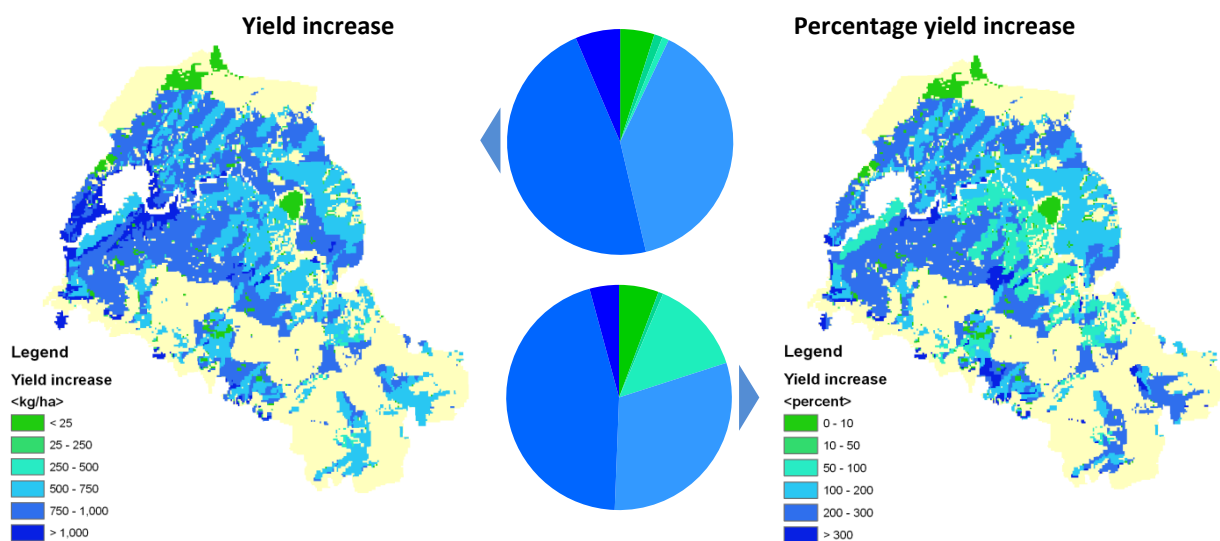 Yield increase
Percentage yield increase
Legend
Yield increase
<kg/ha>
< 25
25 - 250
250 - 500
500 - 750
750 - 1,000
> 1,000
Legend
Yield increase
<percent>
0 - 10
10 - 50
50 - 100
100 - 200
200 - 300
> 300